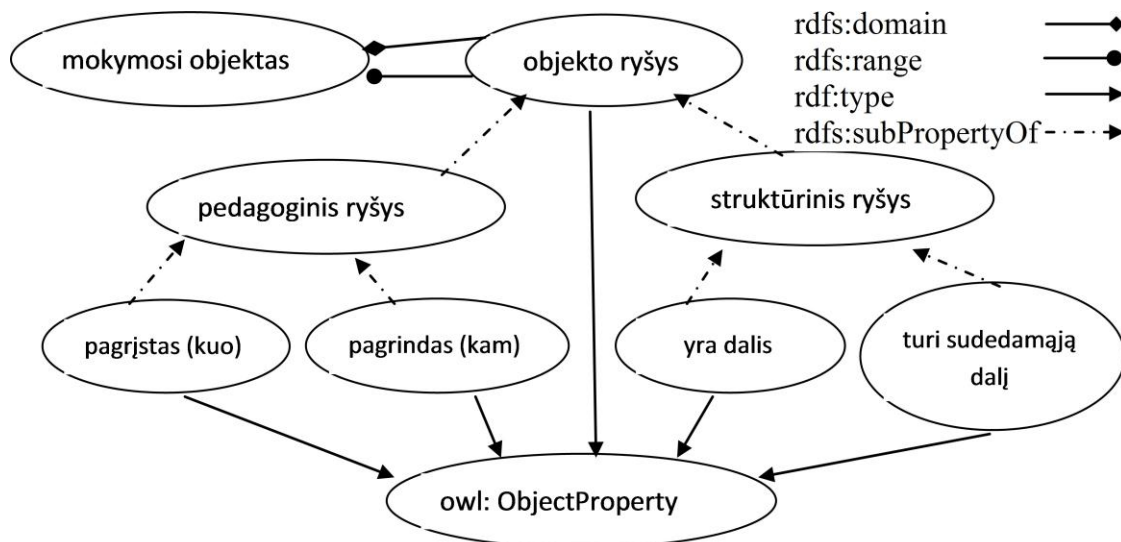 mokymosi objektas
objekto ryšys
rdfs:domain
rdfs:range
rdf:type
rdfs:subPropertyOf
pedagoginis ryšys
struktūrinis ryšys
pagrįstas (kuo)
pagrindas (kam)
yra dalis
turi sudedamąją
dalį
owl: ObjectProperty